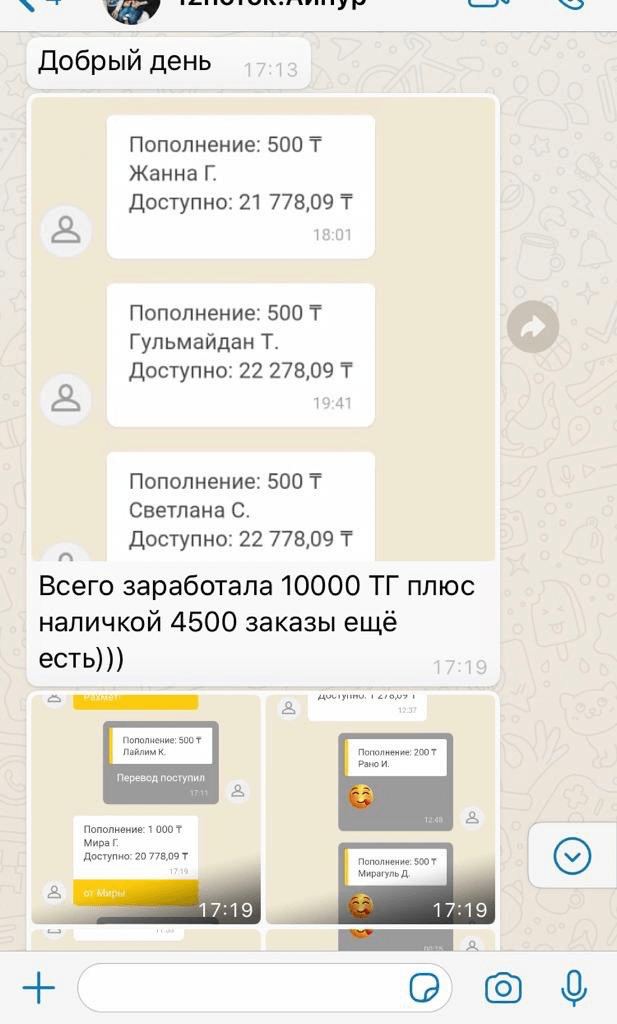 4
12поток.Айнур
Добрый день
17:13
Пополнение: 500 ₸
Жанна Г.
Доступно: 21 778,09 ₸
18:01
Пополнение: 500 ₸
Гульмайдан Т.
Доступно: 22 278,09 ₸
19:41
Пополнение: 500 ₸
Светлана С.
Доступно: 22 778,09 ₸
Всего заработала 10000 ТГ плюс
наличкой 4500 заказы ещё
есть)))
17:19
Рахмет
Пополнение: 500 ₸
Лайлим К.
Перевод поступил
17:11
Пополнение: 1 000 ₸
Мира Г.
Доступно: 20 778,09 ₸
17:19
от Миры
17:19
Доступно: 1 278,09 ₸
12:37
Пополнение: 200 ₸
Рано И.
12:48
Пополнение: 500 ₸
Мирагуль Д.
17:19
00:15